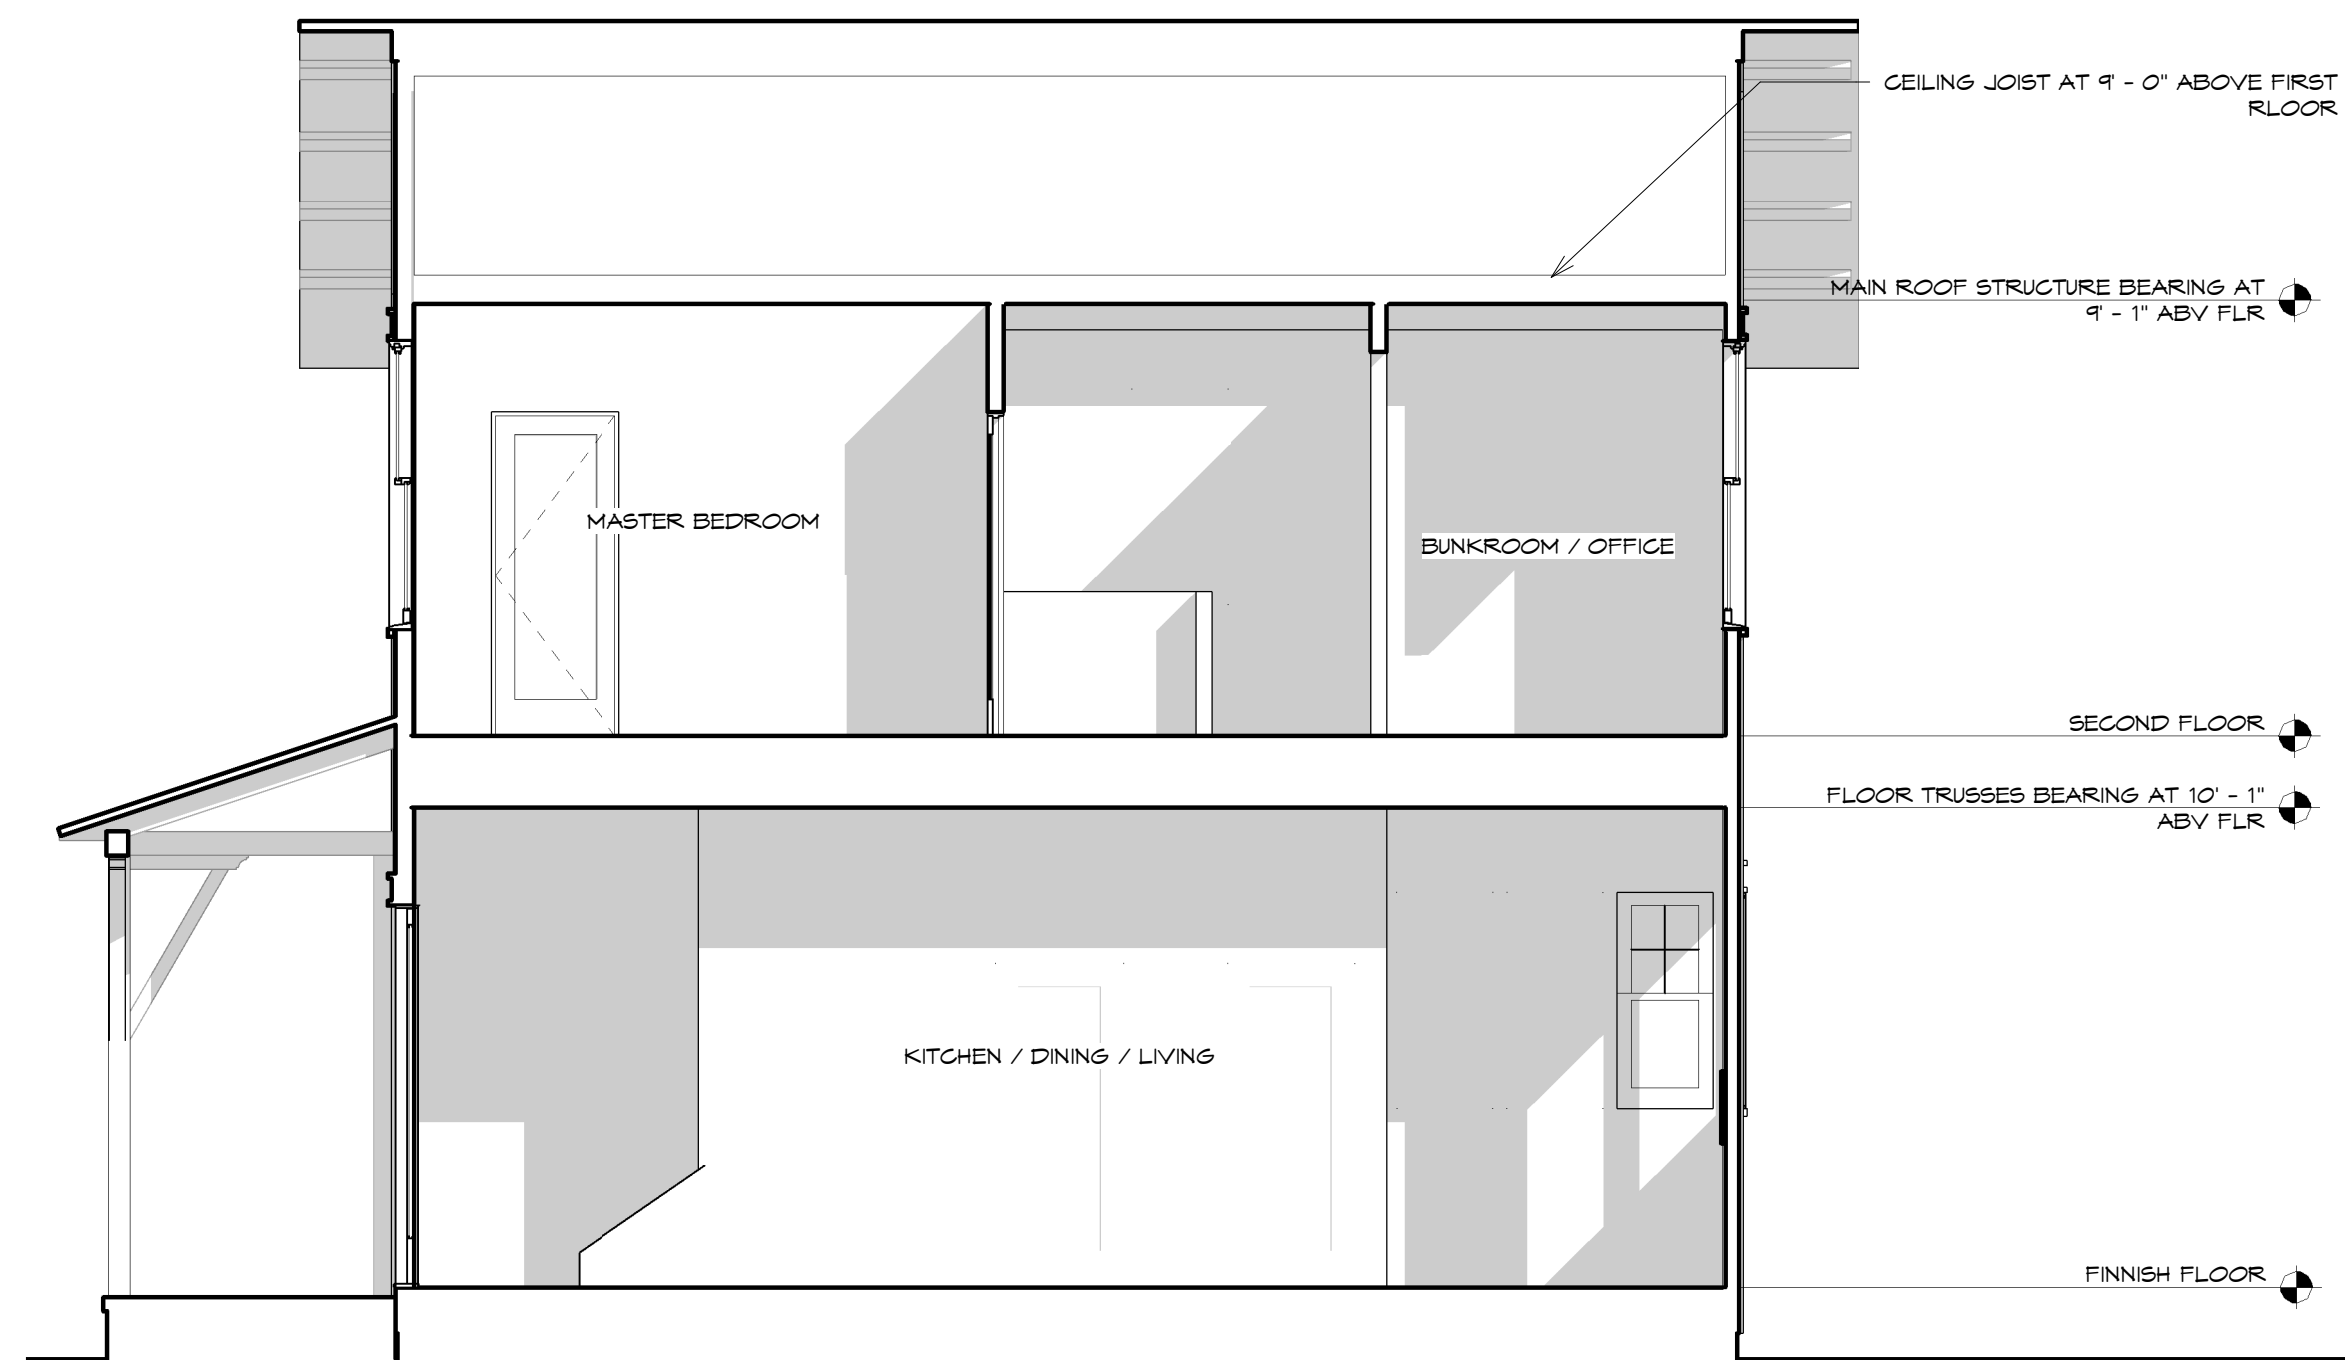 CEILING JOIST AT 9' - 0" ABOVE FIRST
RLOOR
MAIN ROOF STRUCTURE BEARING AT
9' - 1" ABV FLR
MASTER BEDROOM
BUNKROOM / OFFICE
SECOND FLOOR
FLOOR TRUSSES BEARING AT 10' - 1"
ABV FLR
KITCHEN / DINING / LIVING
FINNISH FLOOR